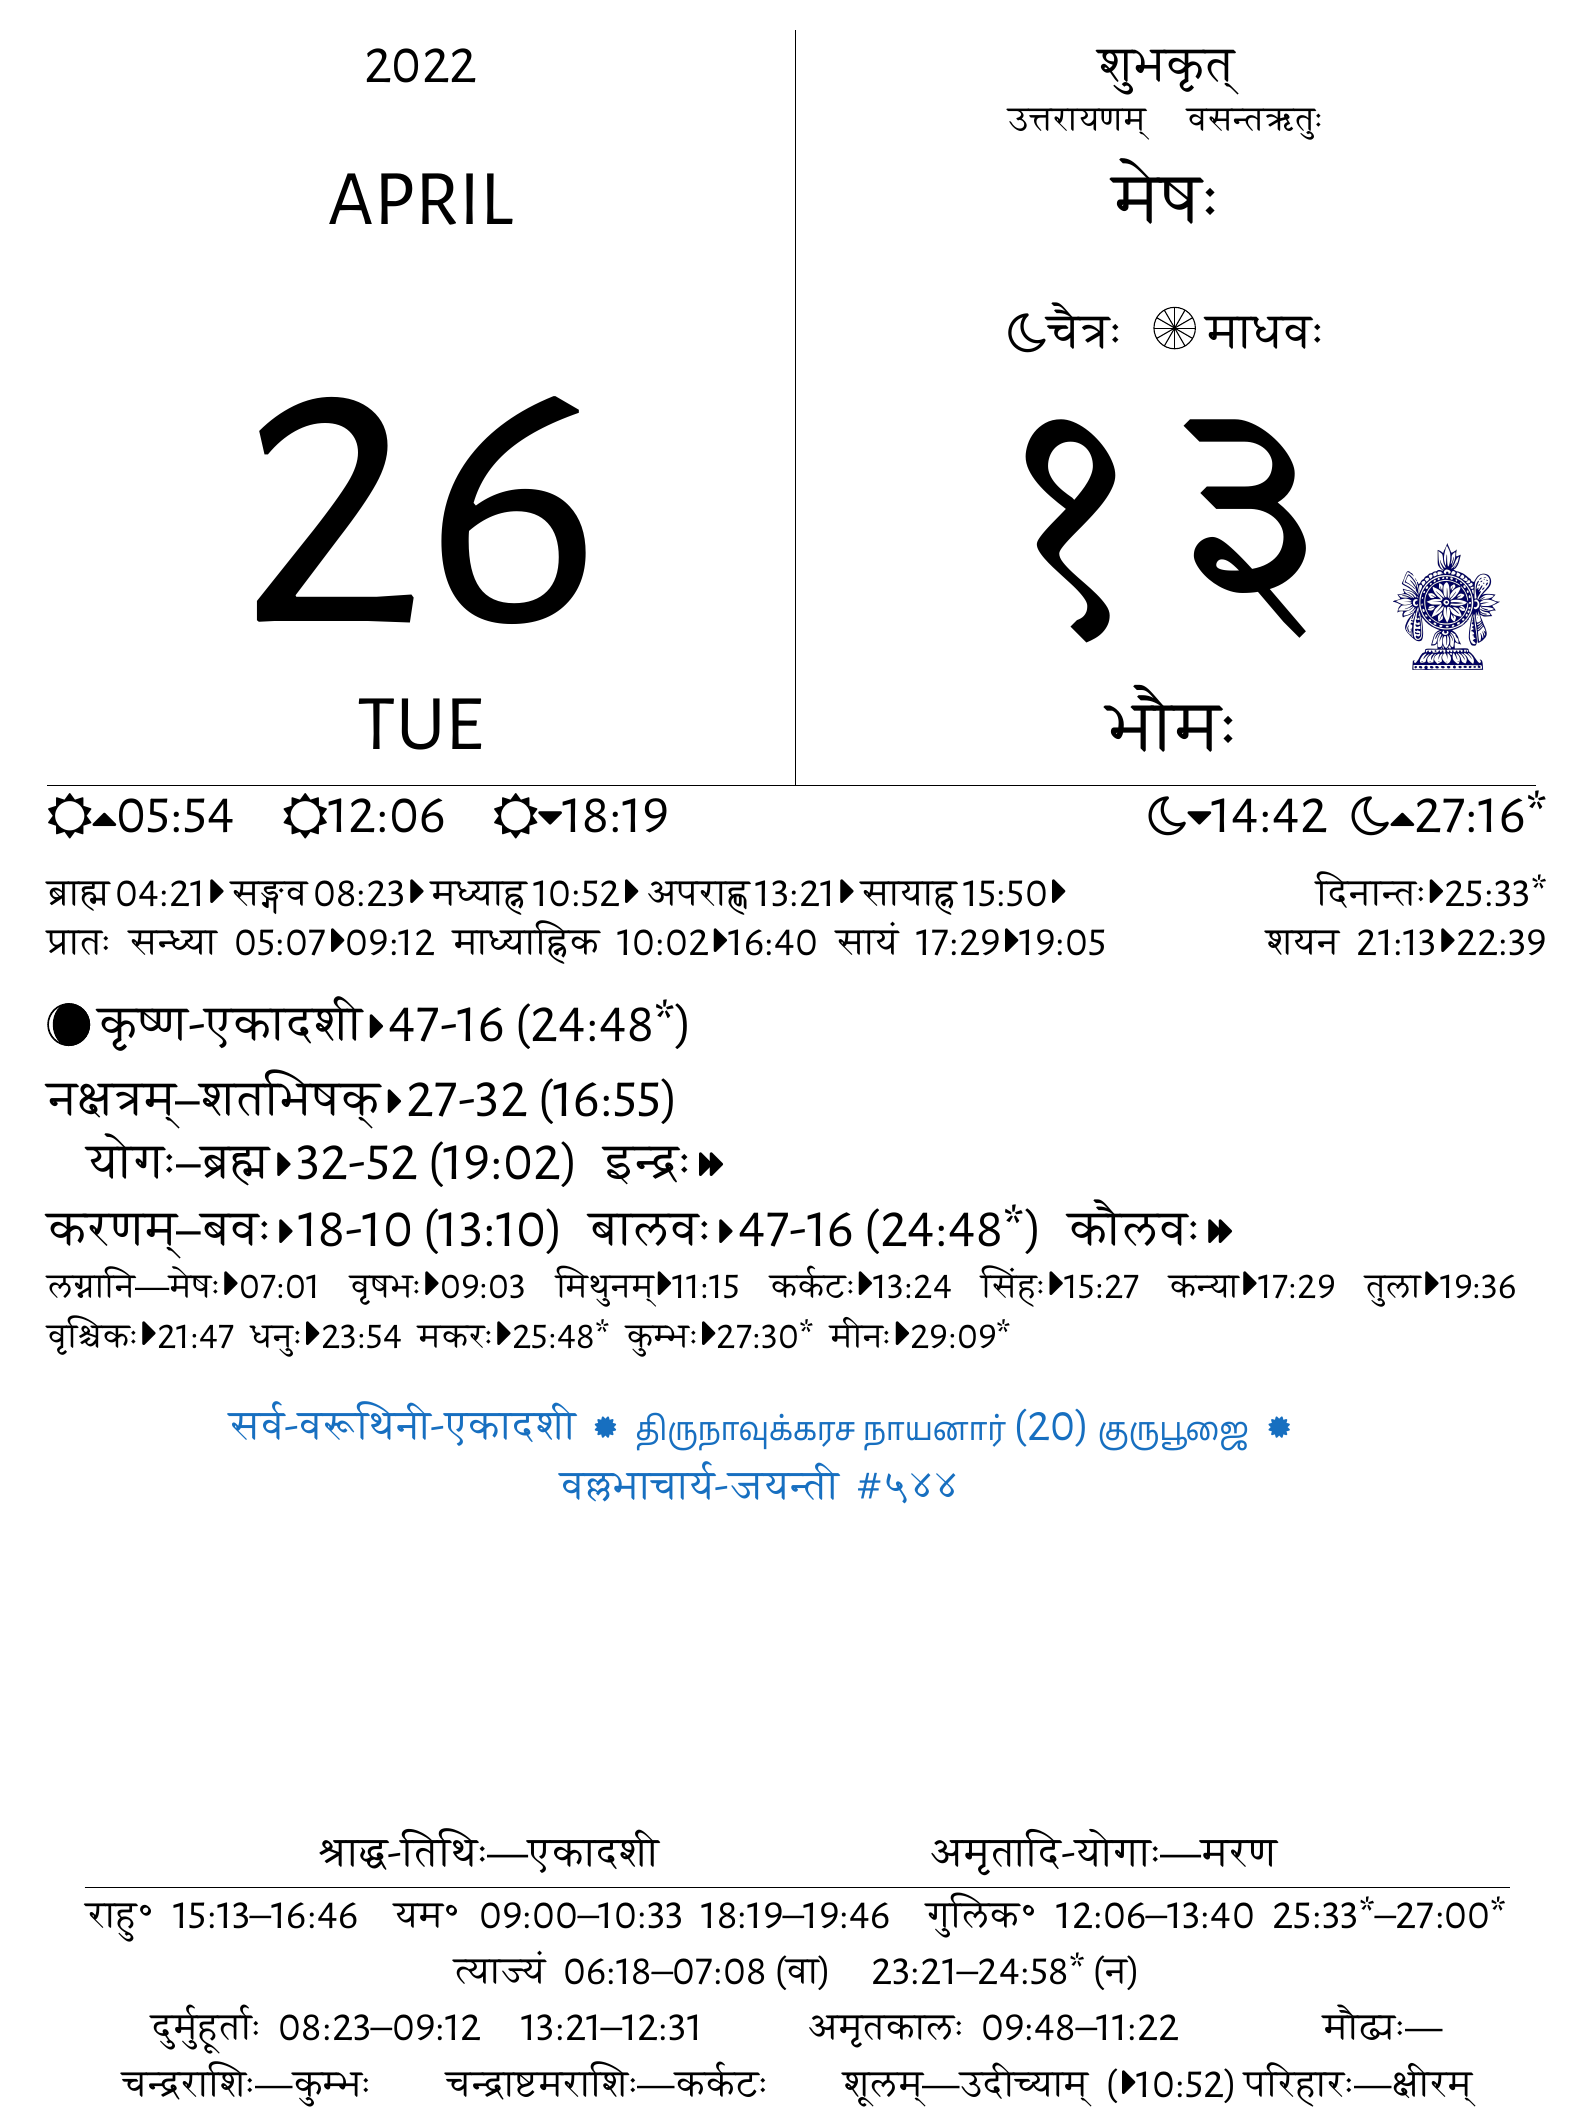 2022
APRIL
26
TUE
शुभकृत्
उत्तरायणम् वसन्तऋतुः
मेषः
चैत्रः माधवः
१३
भौमः
05:54 12:06 18:19 14:42 27:16*
ब्राह्म 04:21 सङ्गव 08:23 मध्याह्न 10:52 अपराह्ण 13:21 सायाह्न 15:50 दिनान्तः 25:33*
प्रातः सन्ध्या 05:07 09:12 माध्याह्निक 10:02 16:40 सायं 17:29 19:05 शयन 21:13 22:39
कृष्ण-एकादशी 47-16 (24:48*)
नक्षत्रम्–शतभिषक् 27-32 (16:55)
योगः–ब्रह्म 32-52 (19:02) इन्द्रः
करणम्–बवः 18-10 (13:10) बालवः 47-16 (24:48*) कौलवः
लग्नानि—मेषः 07:01 वृषभः 09:03 मिथुनम् 11:15 कर्कटः 13:24 सिंहः 15:27 कन्या 17:29 तुला 19:36
वृश्चिकः 21:47 धनुः 23:54 मकरः 25:48* कुम्भः 27:30* मीनः 29:09*
सर्व-वरूथिनी-एकादशी ✹ திருநாவுக்கரச நாயனார் (20) குருபூஜை ✹
वल्लभाचार्य-जयन्ती #५४४
श्राद्ध-तिथिः—एकादशी अमृतादि-योगाः—मरण
राहु॰ 15:13–16:46 यम॰ 09:00–10:33 18:19–19:46 गुलिक॰ 12:06–13:40 25:33*–27:00*
त्याज्यं 06:18–07:08 (वा) 23:21–24:58* (न)
दुर्मुहूर्ताः 08:23–09:12 13:21–12:31 अमृतकालः 09:48–11:22 मौढ्यः—
चन्द्रराशिः—कुम्भः चन्द्राष्टमराशिः—कर्कटः शूलम्—उदीच्याम् (10:52) परिहारः—क्षीरम्